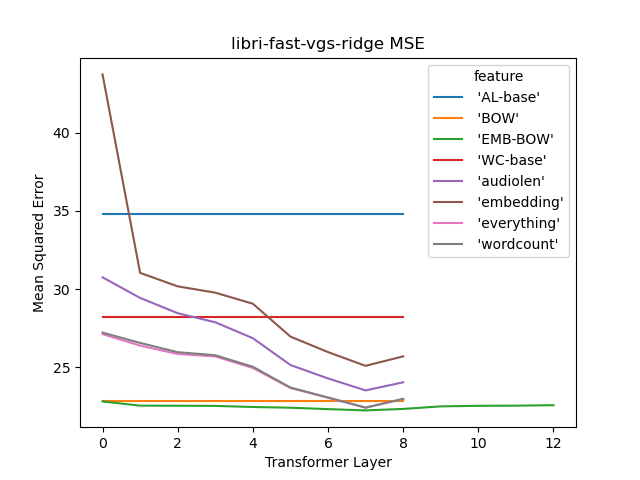 libri-fast-vgs-ridge MSE
feature
'AL-base'
'BOW'
'EMB-BOW'
'WC-base'
'audiolen'
'embedding'
'everything'
'wordcount'
Mean Squared Error
40
35
30
25
0 2 4 6 8 10 12
Transformer Layer